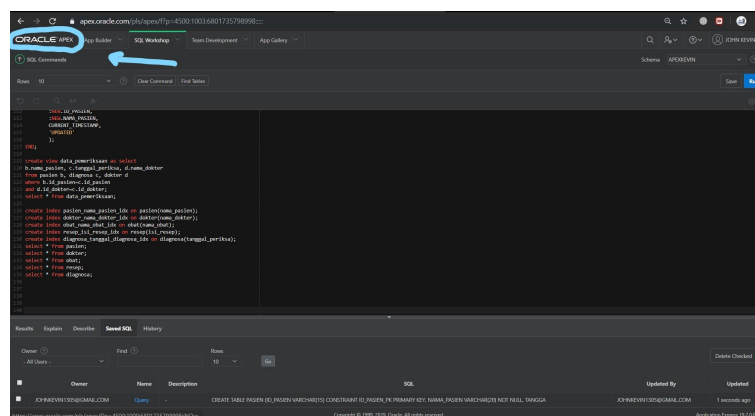 apex.oracle.com/pls/apex/f?p=4500:1003:6801735798998:::::
ORACLE APEX App Builder SQL Workshop Team Development App Gallery JOHN KEVIN
SQL Commands Schema APEXKEVIN
Rows 10 Clear Command Find Tables Save
:NEW.ID_PASIEN,
:NEW.NAMA_PASIEN,
CURRENT_TIMESTAMP,
'UPDATED'
);
END;
create view data_pemeriksaan as select
b.nama_pasien, c.tanggal_periksa, d.nama_dokter
from pasien b, diagnosa c, dokter d
where b.id_pasien=c.id_pasien
and d.id_dokter=c.id_dokter;
select * from data_pemeriksaan;
create index pasien_nama_pasien_idx on pasien(nama_pasien);
create index dokter_nama_dokter_idx on dokter(nama_dokter);
create index obat_nama_obat_idx on obat(nama_obat);
create index resep_isi_resep_idx on resep(isi_resep);
create index diagnosa_tanggal_diagnosa_idx on diagnosa(tanggal_periksa);
select * from pasien;
select * from dokter;
select * from obat;
select * from resep;
select * from diagnosa;
Results Explain Describe Saved SQL History
Owner Find Rows
- All Users - 10 Go Delete Checked
Owner Name Description SQL Updated By Updated
JOHNKEVIN1305@GMAIL.COM Query - CREATE TABLE PASIEN (ID_PASIEN VARCHAR(15) CONSTRAINT ID_PASIEN_PK PRIMARY KEY, NAMA_PASIEN VARCHAR(20) NOT NULL, TANGGA JOHNKEVIN1305@GMAIL.COM 1 seconds ago
Copyright © 1999, 2019, Oracle. All rights reserved.